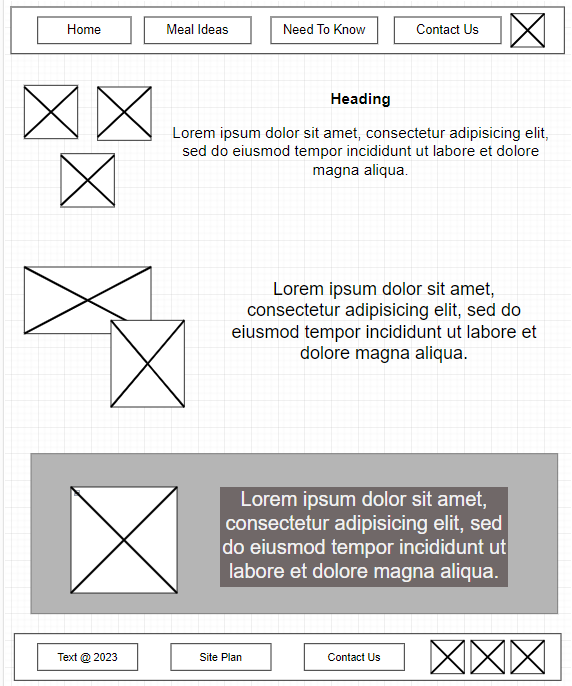 Home Meal Ideas Need To Know Contact Us
Heading
Lorem ipsum dolor sit amet, consectetur adipisicing elit,
sed do eiusmod tempor incididunt ut labore et dolore
magna aliqua.
Lorem ipsum dolor sit amet,
consectetur adipisicing elit, sed do
eiusmod tempor incididunt ut labore et
dolore magna aliqua.
Lorem ipsum dolor sit amet,
consectetur adipisicing elit, sed
do eiusmod tempor incididunt ut
labore et dolore magna aliqua.
Text @ 2023 Site Plan Contact Us